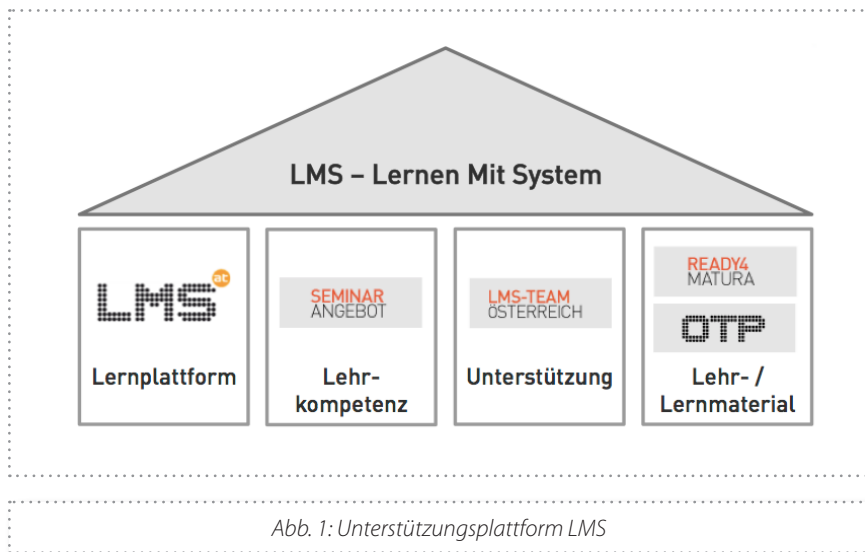 LMS – Lernen Mit System
LMS at
Lernplattform
SEMINAR
ANGEBOT
Lehr-
kompetenz
LMS-TEAM
ÖSTERREICH
Unterstützung
READY4
MATURA
OTP
Lehr- /
Lernmaterial
Abb. 1: Unterstützungsplattform LMS